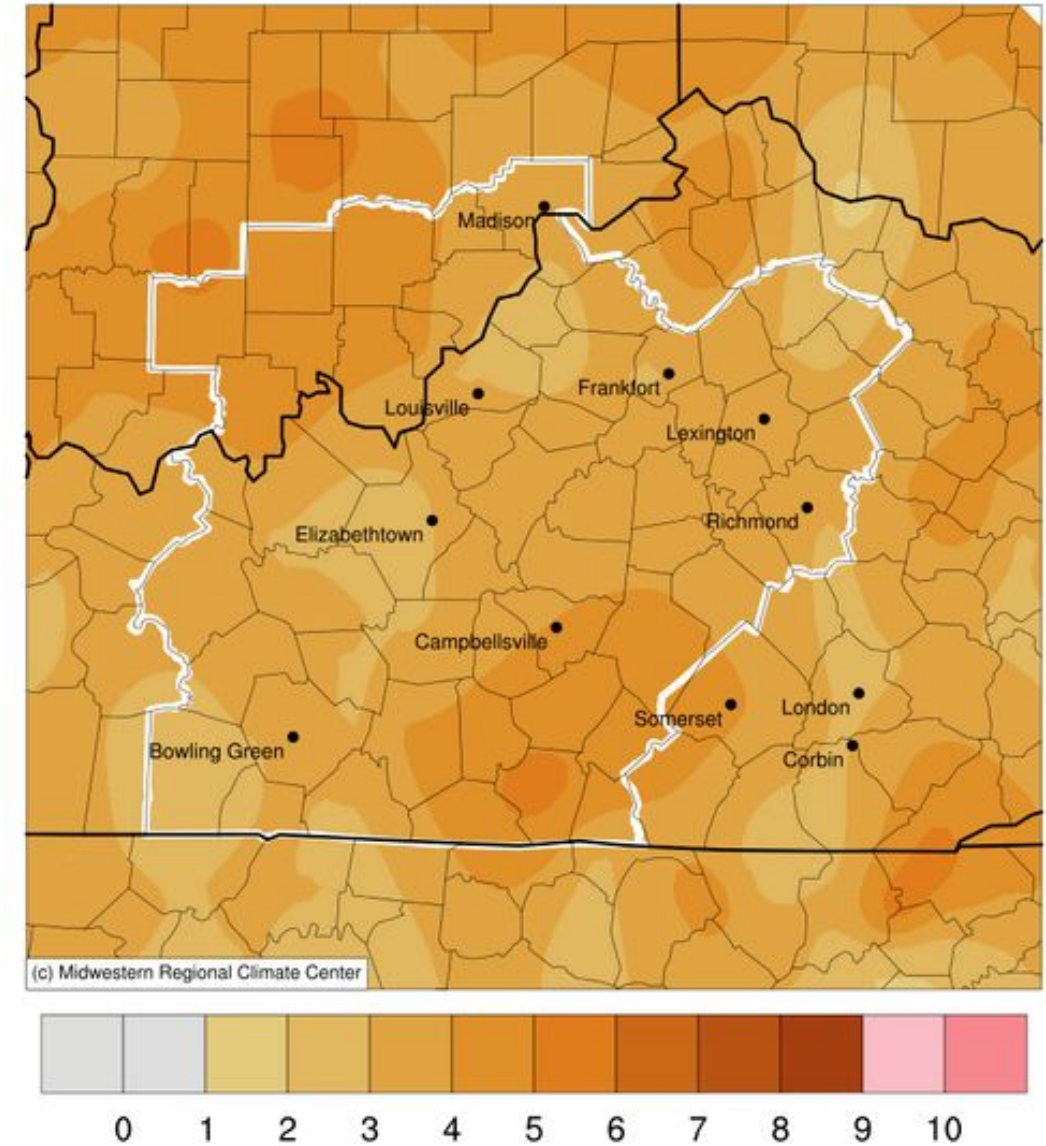 Madison
Louisville
Frankfort
Lexington
Elizabethtown
Richmond
Campbellsville
Somerset
London
Bowling Green
Corbin
(c) Midwestern Regional Climate Center
0 1 2 3 4 5 6 7 8 9 10